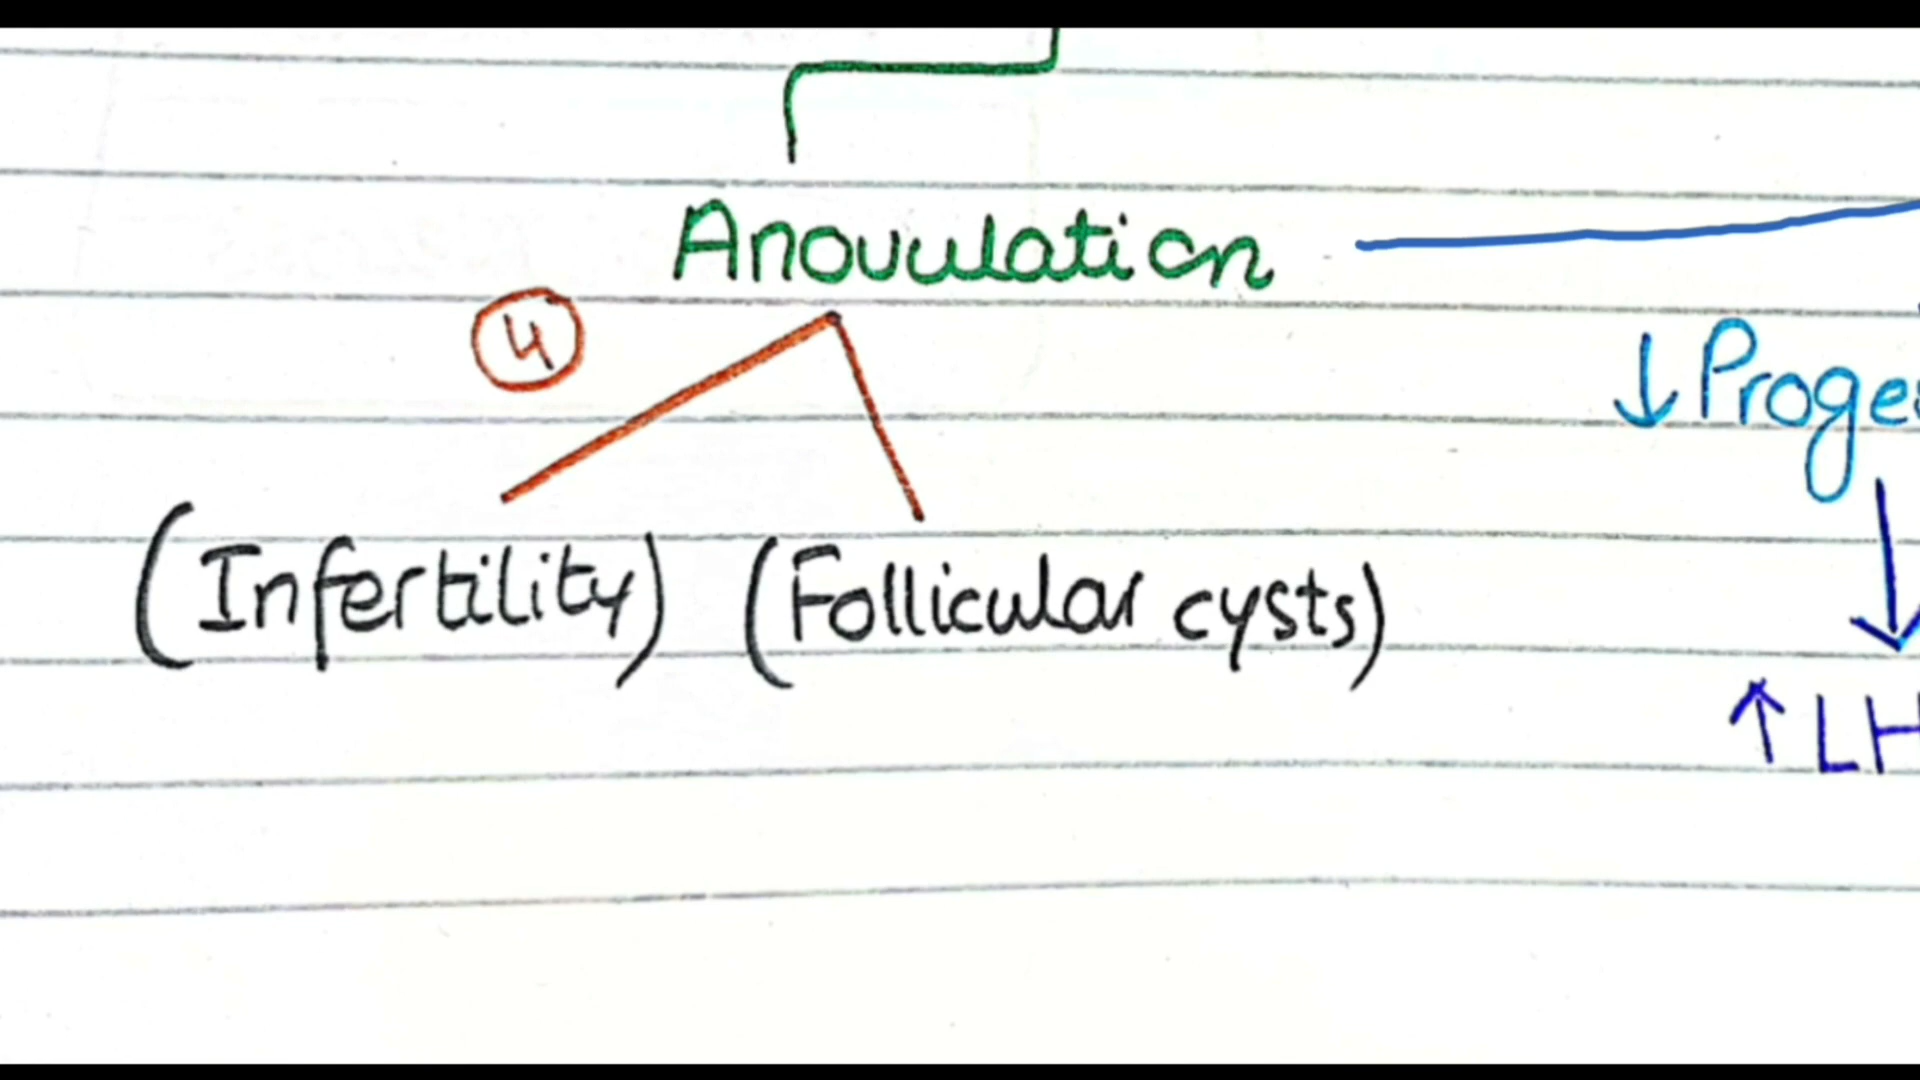 Anovulation
4
↓ Proge
(Infertility) (Follicular cysts)
↑ LH